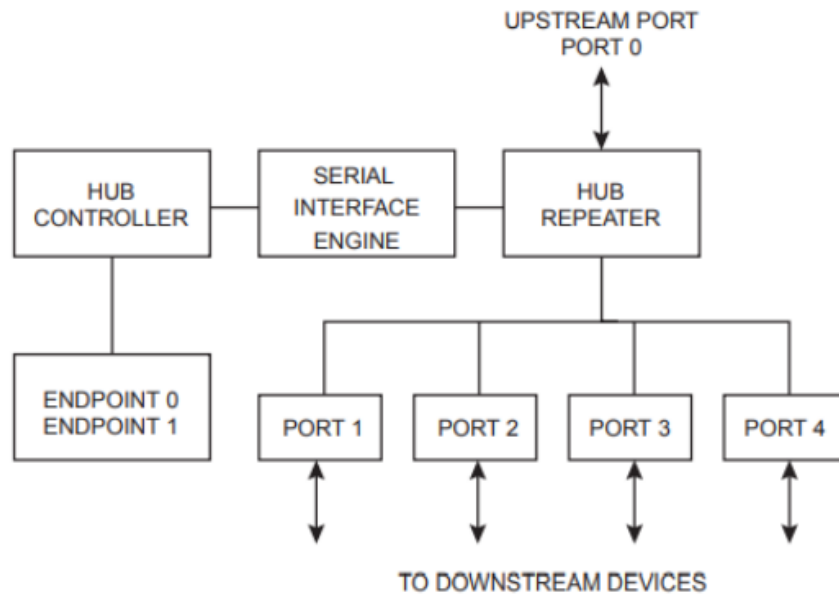 UPSTREAM PORT
PORT 0
HUB
CONTROLLER
SERIAL
INTERFACE
ENGINE
HUB
REPEATER
ENDPOINT 0
ENDPOINT 1
PORT 1
PORT 2
PORT 3
PORT 4
TO DOWNSTREAM DEVICES